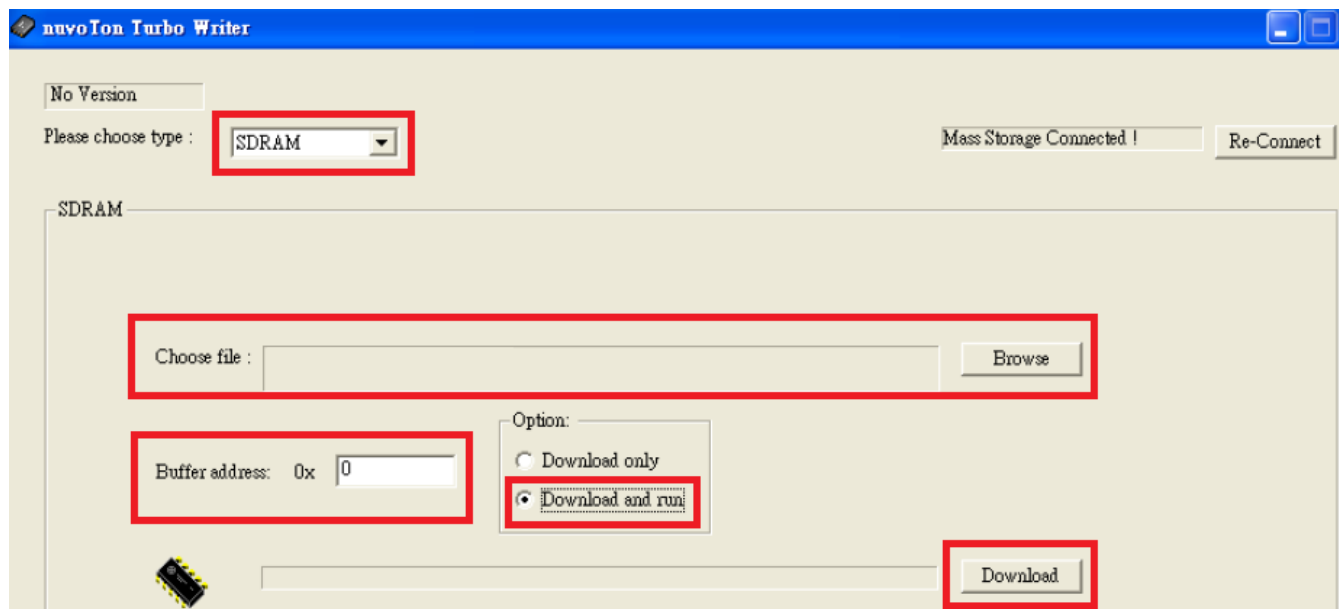 nuvoTon Turbo Writer
No Version
Please choose type :
SDRAM
Mass Storage Connected !
Re-Connect
SDRAM
Choose file :
Browse
Option:
Download only
Buffer address: 0x 0
Download and run
Download